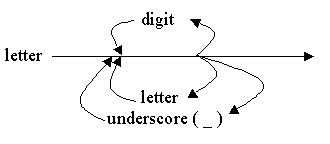 digit
letter
letter
underscore ( _ )